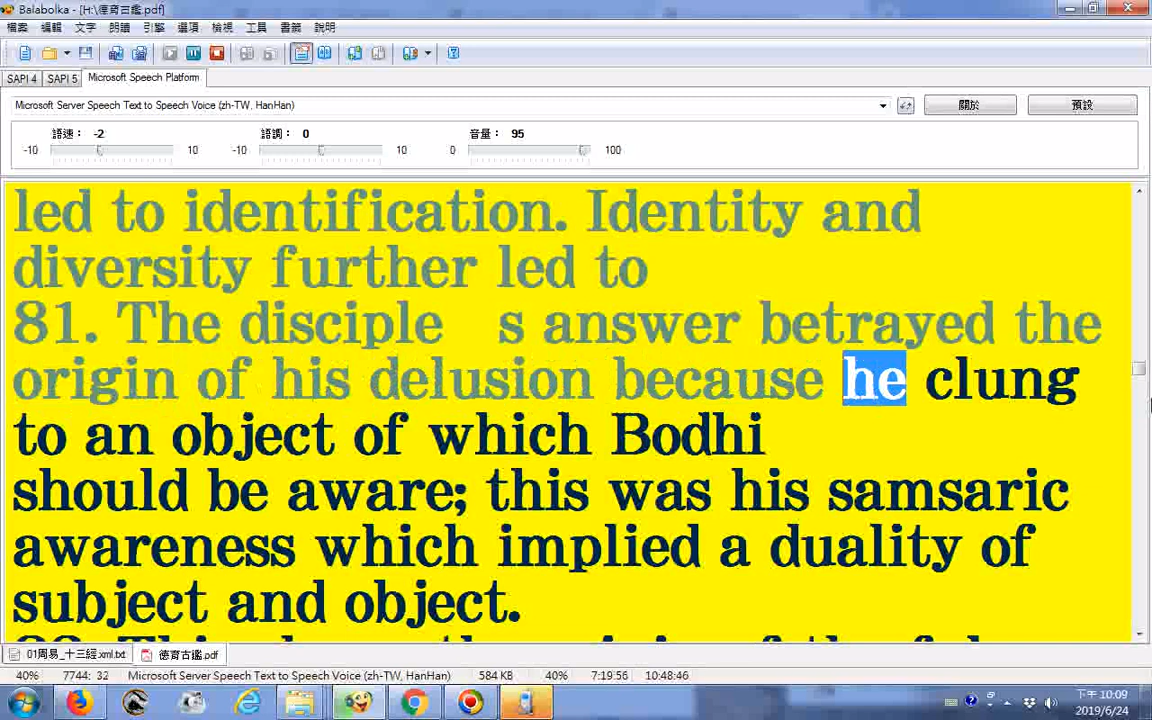 Balabolka - [H:\德育古鑑.pdf]
檔案 編輯 文字 朗讀 引擎 選項 檢視 工具 書籤 說明
SAPI 4 SAPI 5 Microsoft Speech Platform
Microsoft Server Speech Text to Speech Voice (zh-TW, HanHan) 關於 預設
語速： -2 語調： 0 音量： 95
-10 10 -10 10 0 100
led to identification. Identity and
diversity further led to
81. The disciple s answer betrayed the
origin of his delusion because he clung
to an object of which Bodhi
should be aware; this was his samsaric
awareness which implied a duality of
subject and object.
01周易_十三經.xml.txt 德育古鑑.pdf
40% 7744: 32 Microsoft Server Speech Text to Speech Voice (zh-TW, HanHan) 584 KB 40% 7:19:56 10:48:46
下午 10:09
2019/6/24